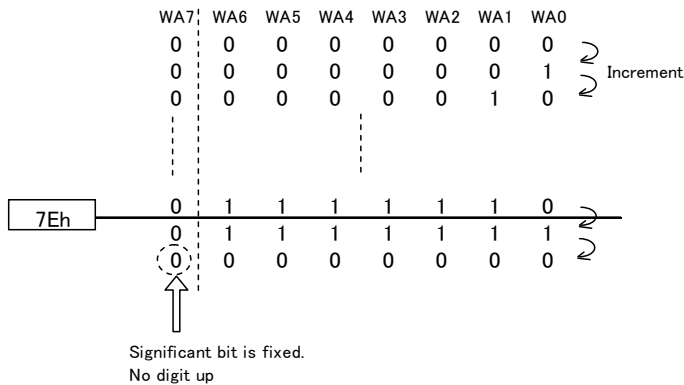 WA7 WA6 WA5 WA4 WA3 WA2 WA1 WA0
0 0 0 0 0 0 0 0
0 0 0 0 0 0 0 1 Increment
0 0 0 0 0 0 1 0
0 1 1 1 1 1 1 0
7Eh
0 1 1 1 1 1 1 1
0 0 0 0 0 0 0 0
Significant bit is fixed.
No digit up